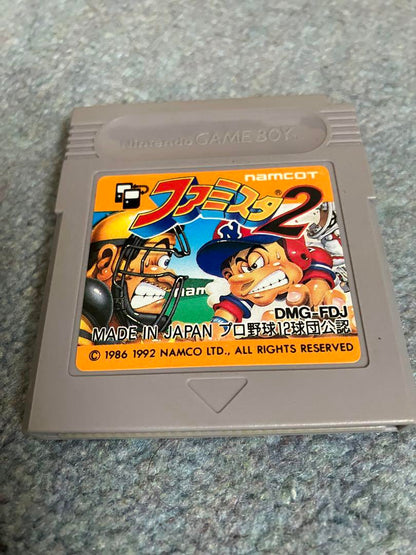 Nintendo GAME BOY
namcot
ファミスタ2
N
nam
DMG-FDJ
MADE IN JAPAN プロ野球12球団公認
© 1986 1992 NAMCO LTD., ALL RIGHTS RESERVED